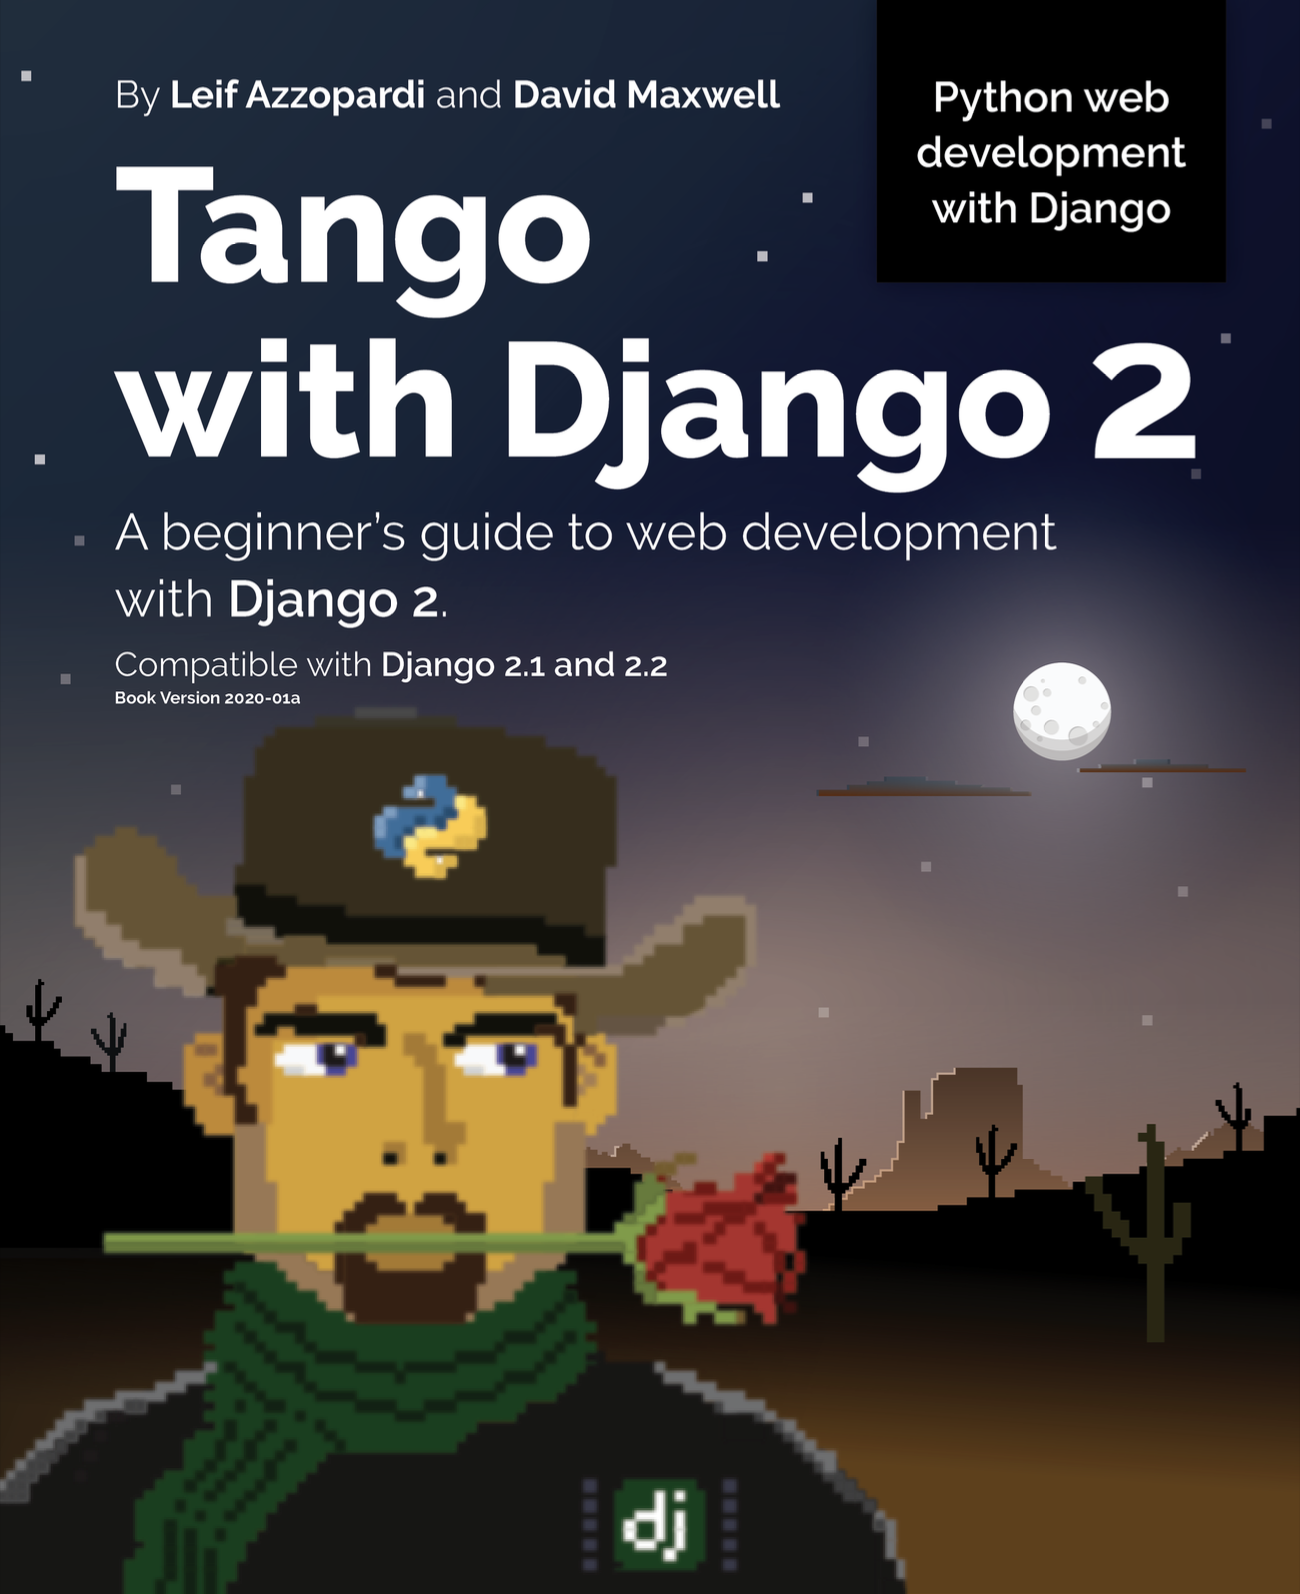 By Leif Azzopardi and David Maxwell
Python web
development
with Django
Tango
with Django 2
A beginner’s guide to web development
with Django 2.
Compatible with Django 2.1 and 2.2
Book Version 2020-01a
dj